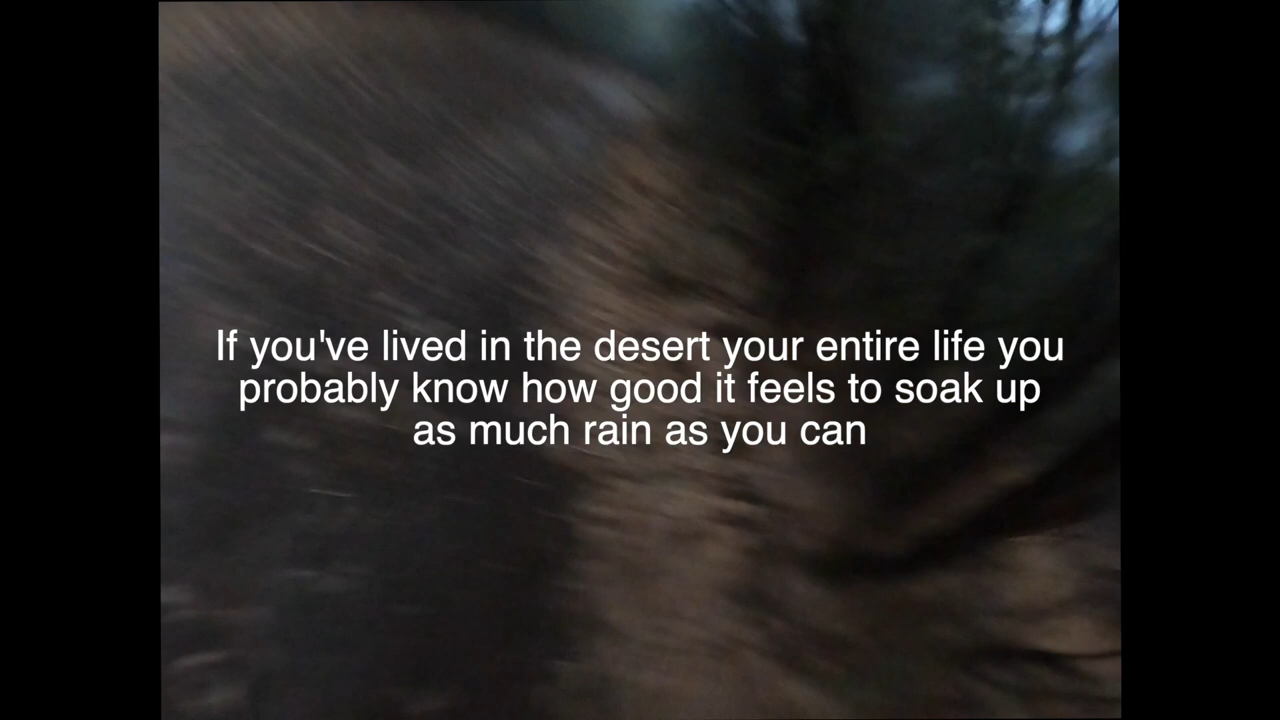 If you've lived in the desert your entire life you
probably know how good it feels to soak up
as much rain as you can